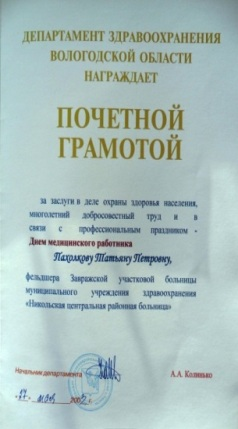 ДЕПАРТАМЕНТ ЗДРАВООХРАНЕНИЯ
ВОЛОГОДСКОЙ ОБЛАСТИ
НАГРАЖДАЕТ
ПОЧЕТНОЙ
ГРАМОТОЙ
за заслуги в деле охраны здоровья населения,
многолетний добросовестный труд и в
связи с профессиональным праздником -
Днем медицинского работника
Пахолкову Татьяну Петровну,
фельдшера Завражской участковой больницы
муниципального учреждения здравоохранения
«Никольская центральная районная больница»
Начальник департамента А.А. Колинько